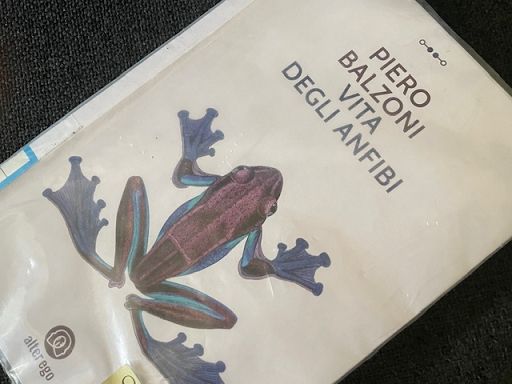 PIERO
BALZONI
VITA
DEGLI ANFIBI
alter ego